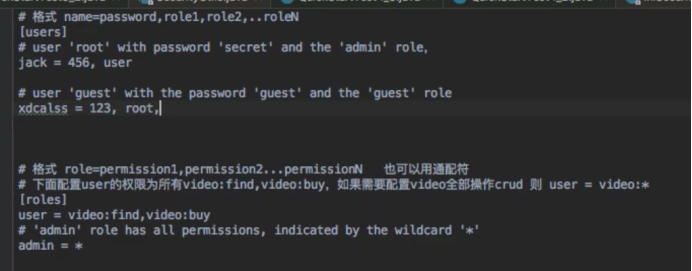 # 格式 name=password,role1,role2,..roleN
[users]
# user 'root' with password 'secret' and the 'admin' role,
jack = 456, user
# user 'guest' with the password 'guest' and the 'guest' role
xdcalss = 123, root,
# 格式 role=permission1,permission2...permissionN 也可以用通配符
# 下面配置user的权限为所有video:find,video:buy，如果需要配置video全部操作crud 则 user = video:*
[roles]
user = video:find,video:buy
# 'admin' role has all permissions, indicated by the wildcard '*'
admin = *